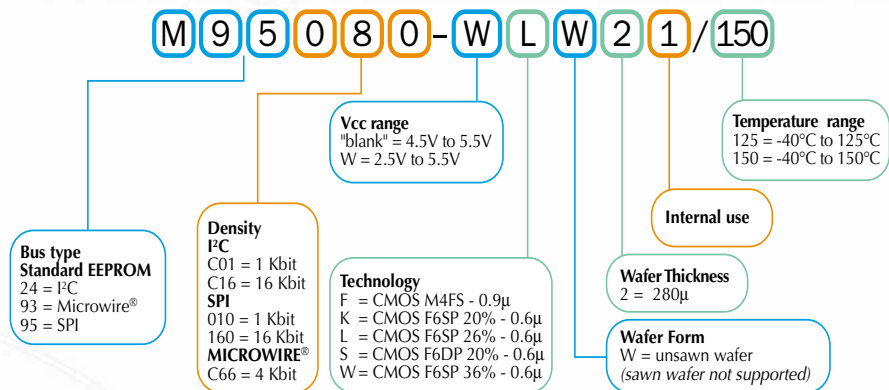 M95080-WLW21/150
Vcc range
"blank" = 4.5V to 5.5V
W = 2.5V to 5.5V
Temperature range
125 = -40°C to 125°C
150 = -40°C to 150°C
Internal use
Bus type
Standard EEPROM
24 = I²C
93 = Microwire®
95 = SPI
Density
I²C
C01 = 1 Kbit
C16 = 16 Kbit
SPI
010 = 1 Kbit
160 = 16 Kbit
MICROWIRE®
C66 = 4 Kbit
Technology
F = CMOS M4FS - 0.9µ
K = CMOS F6SP 20% - 0.6µ
L = CMOS F6SP 26% - 0.6µ
S = CMOS F6DP 20% - 0.6µ
W = CMOS F6SP 36% - 0.6µ
Wafer Thickness
2 = 280µ
Wafer Form
W = unsawn wafer
(sawn wafer not supported)